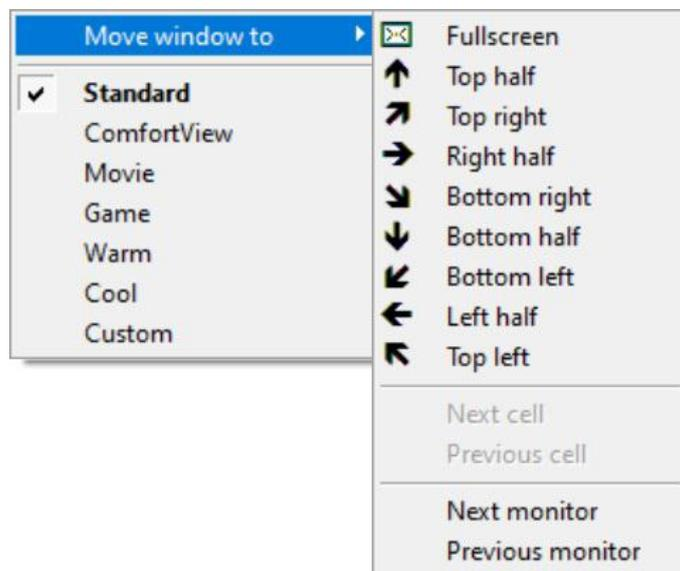 Move window to
Standard
ComfortView
Movie
Game
Warm
Cool
Custom
Fullscreen
Top half
Top right
Right half
Bottom right
Bottom half
Bottom left
Left half
Top left
Next cell
Previous cell
Next monitor
Previous monitor